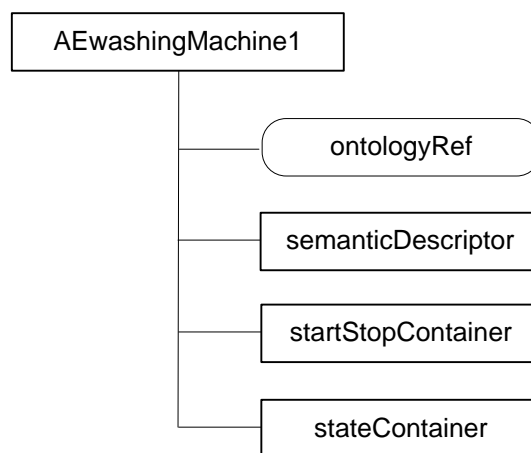 AEwashingMachine1
ontologyRef
semanticDescriptor
startStopContainer
stateContainer